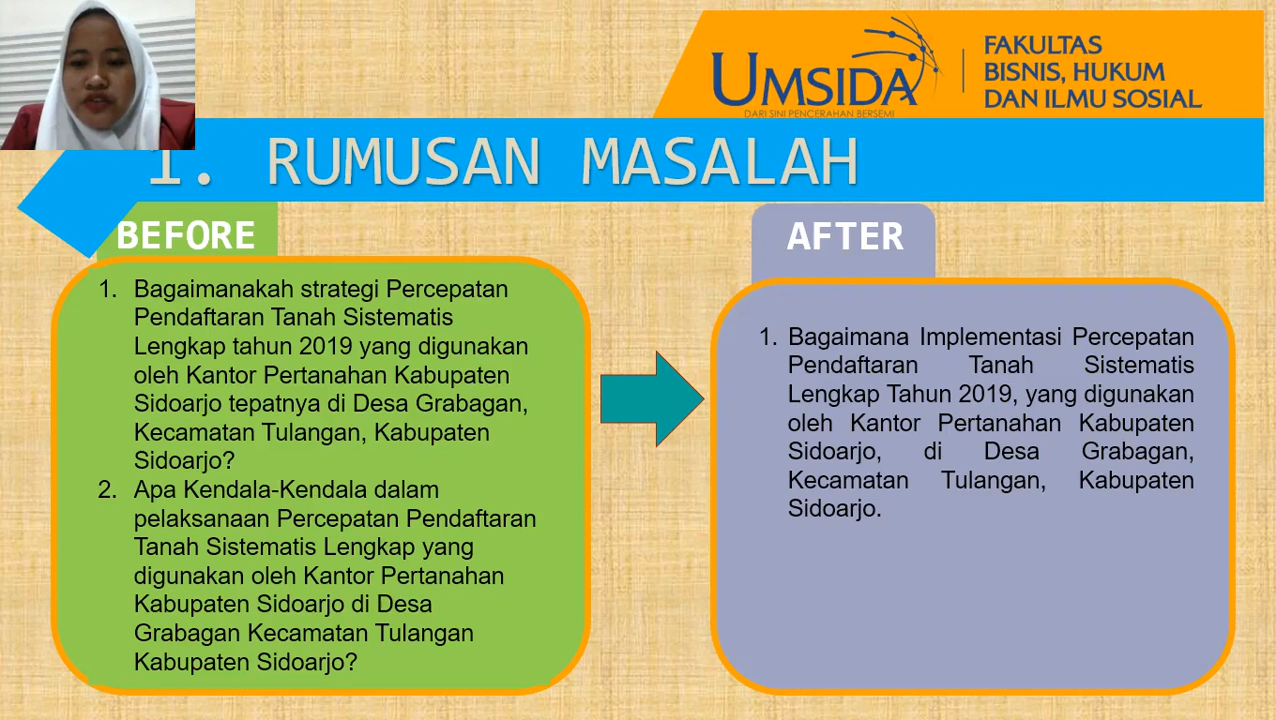 UMSIDA
DARI SINI PENCERAHAN BERSEMI
FAKULTAS
BISNIS, HUKUM
DAN ILMU SOSIAL
1. RUMUSAN MASALAH
BEFORE
1. Bagaimanakah strategi Percepatan
Pendaftaran Tanah Sistematis
Lengkap tahun 2019 yang digunakan
oleh Kantor Pertanahan Kabupaten
Sidoarjo tepatnya di Desa Grabagan,
Kecamatan Tulangan, Kabupaten
Sidoarjo?
2. Apa Kendala-Kendala dalam
pelaksanaan Percepatan Pendaftaran
Tanah Sistematis Lengkap yang
digunakan oleh Kantor Pertanahan
Kabupaten Sidoarjo di Desa
Grabagan Kecamatan Tulangan
Kabupaten Sidoarjo?
AFTER
1. Bagaimana Implementasi Percepatan
Pendaftaran Tanah Sistematis
Lengkap Tahun 2019, yang digunakan
oleh Kantor Pertanahan Kabupaten
Sidoarjo, di Desa Grabagan,
Kecamatan Tulangan, Kabupaten
Sidoarjo.